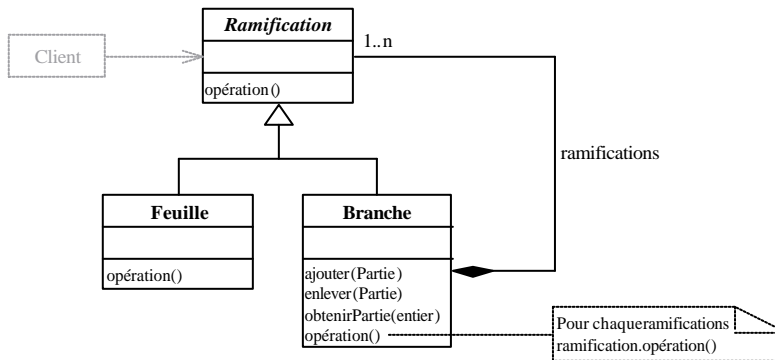 Ramification
1..n
Client
opération()
ramifications
Feuille
opération()
Branche
ajouter(Partie)
enlever(Partie)
obtenirPartie(entier)
opération()
Pour chaqueramifications
ramification.opération()